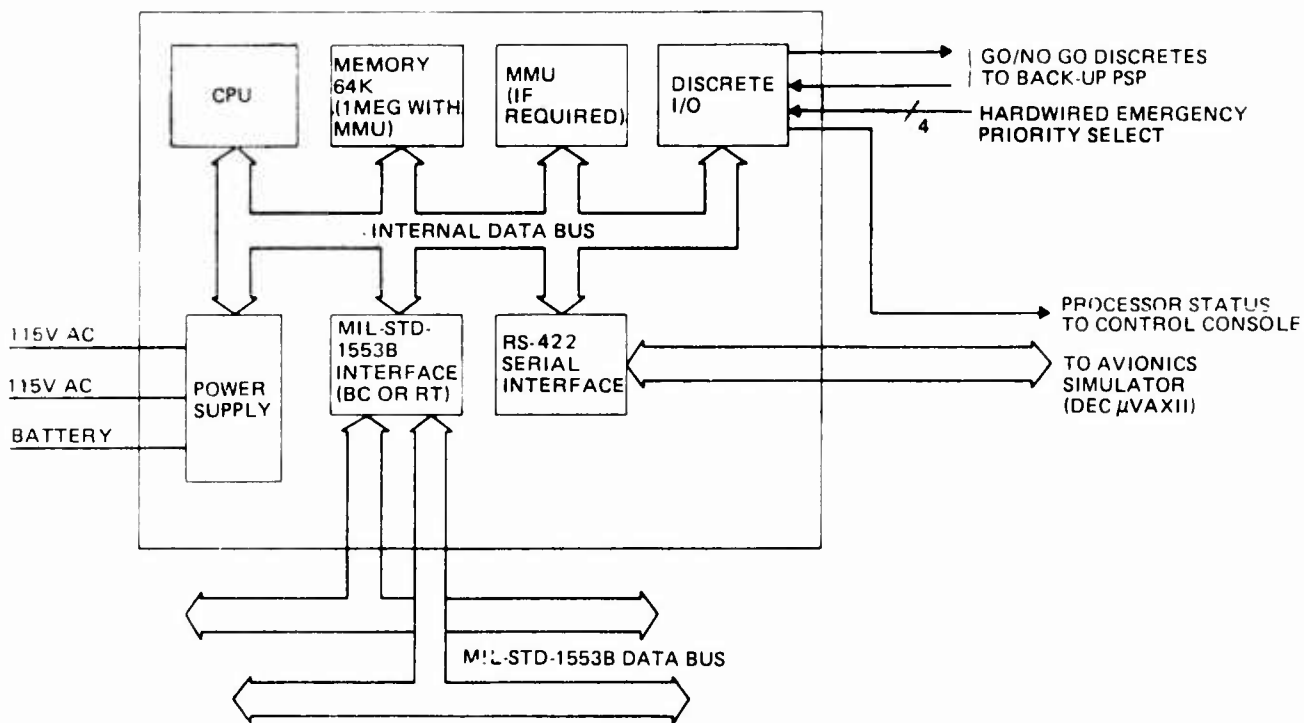 CPU
MEMORY
64K
(1MEG WITH
MMU)
MMU
(IF
REQUIRED)
DISCRETE
I/O
GO/NO GO DISCRETES
TO BACK-UP PSP
4
HARDWIRED EMERGENCY
PRIORITY SELECT
INTERNAL DATA BUS
115V AC
115V AC
BATTERY
POWER
SUPPLY
MIL-STD-
1553B
INTERFACE
(BC OR RT)
RS-422
SERIAL
INTERFACE
PROCESSOR STATUS
TO CONTROL CONSOLE
TO AVIONICS
SIMULATOR
(DEC μVAXII)
MIL-STD-1553B DATA BUS